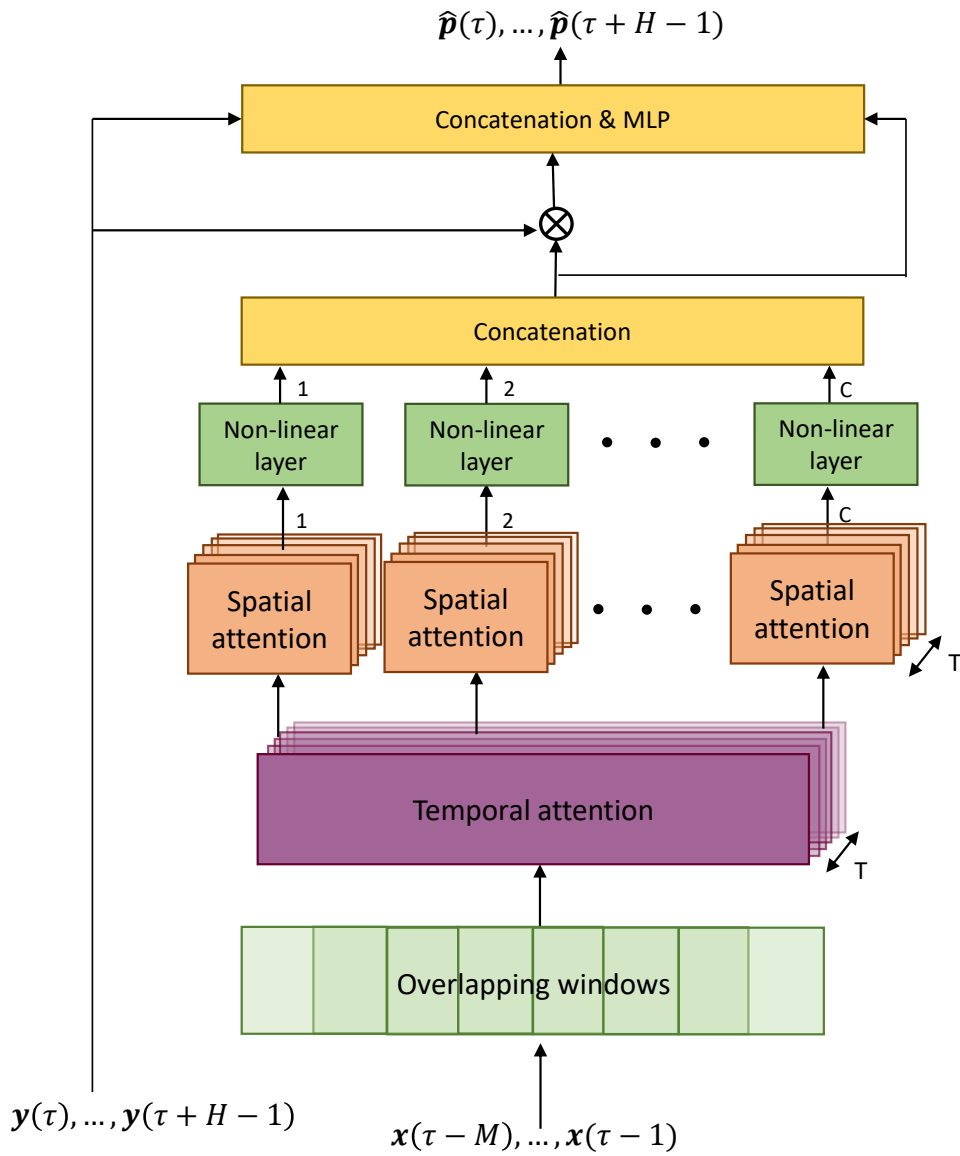 p̂(τ), …, p̂(τ + H − 1)
Concatenation & MLP
Concatenation
1
2
C
Non-linear
layer
Non-linear
layer
Non-linear
layer
1
2
C
Spatial
attention
Spatial
attention
Spatial
attention
T
Temporal attention
T
Overlapping windows
y(τ), …, y(τ + H − 1)
x(τ − M), …, x(τ − 1)